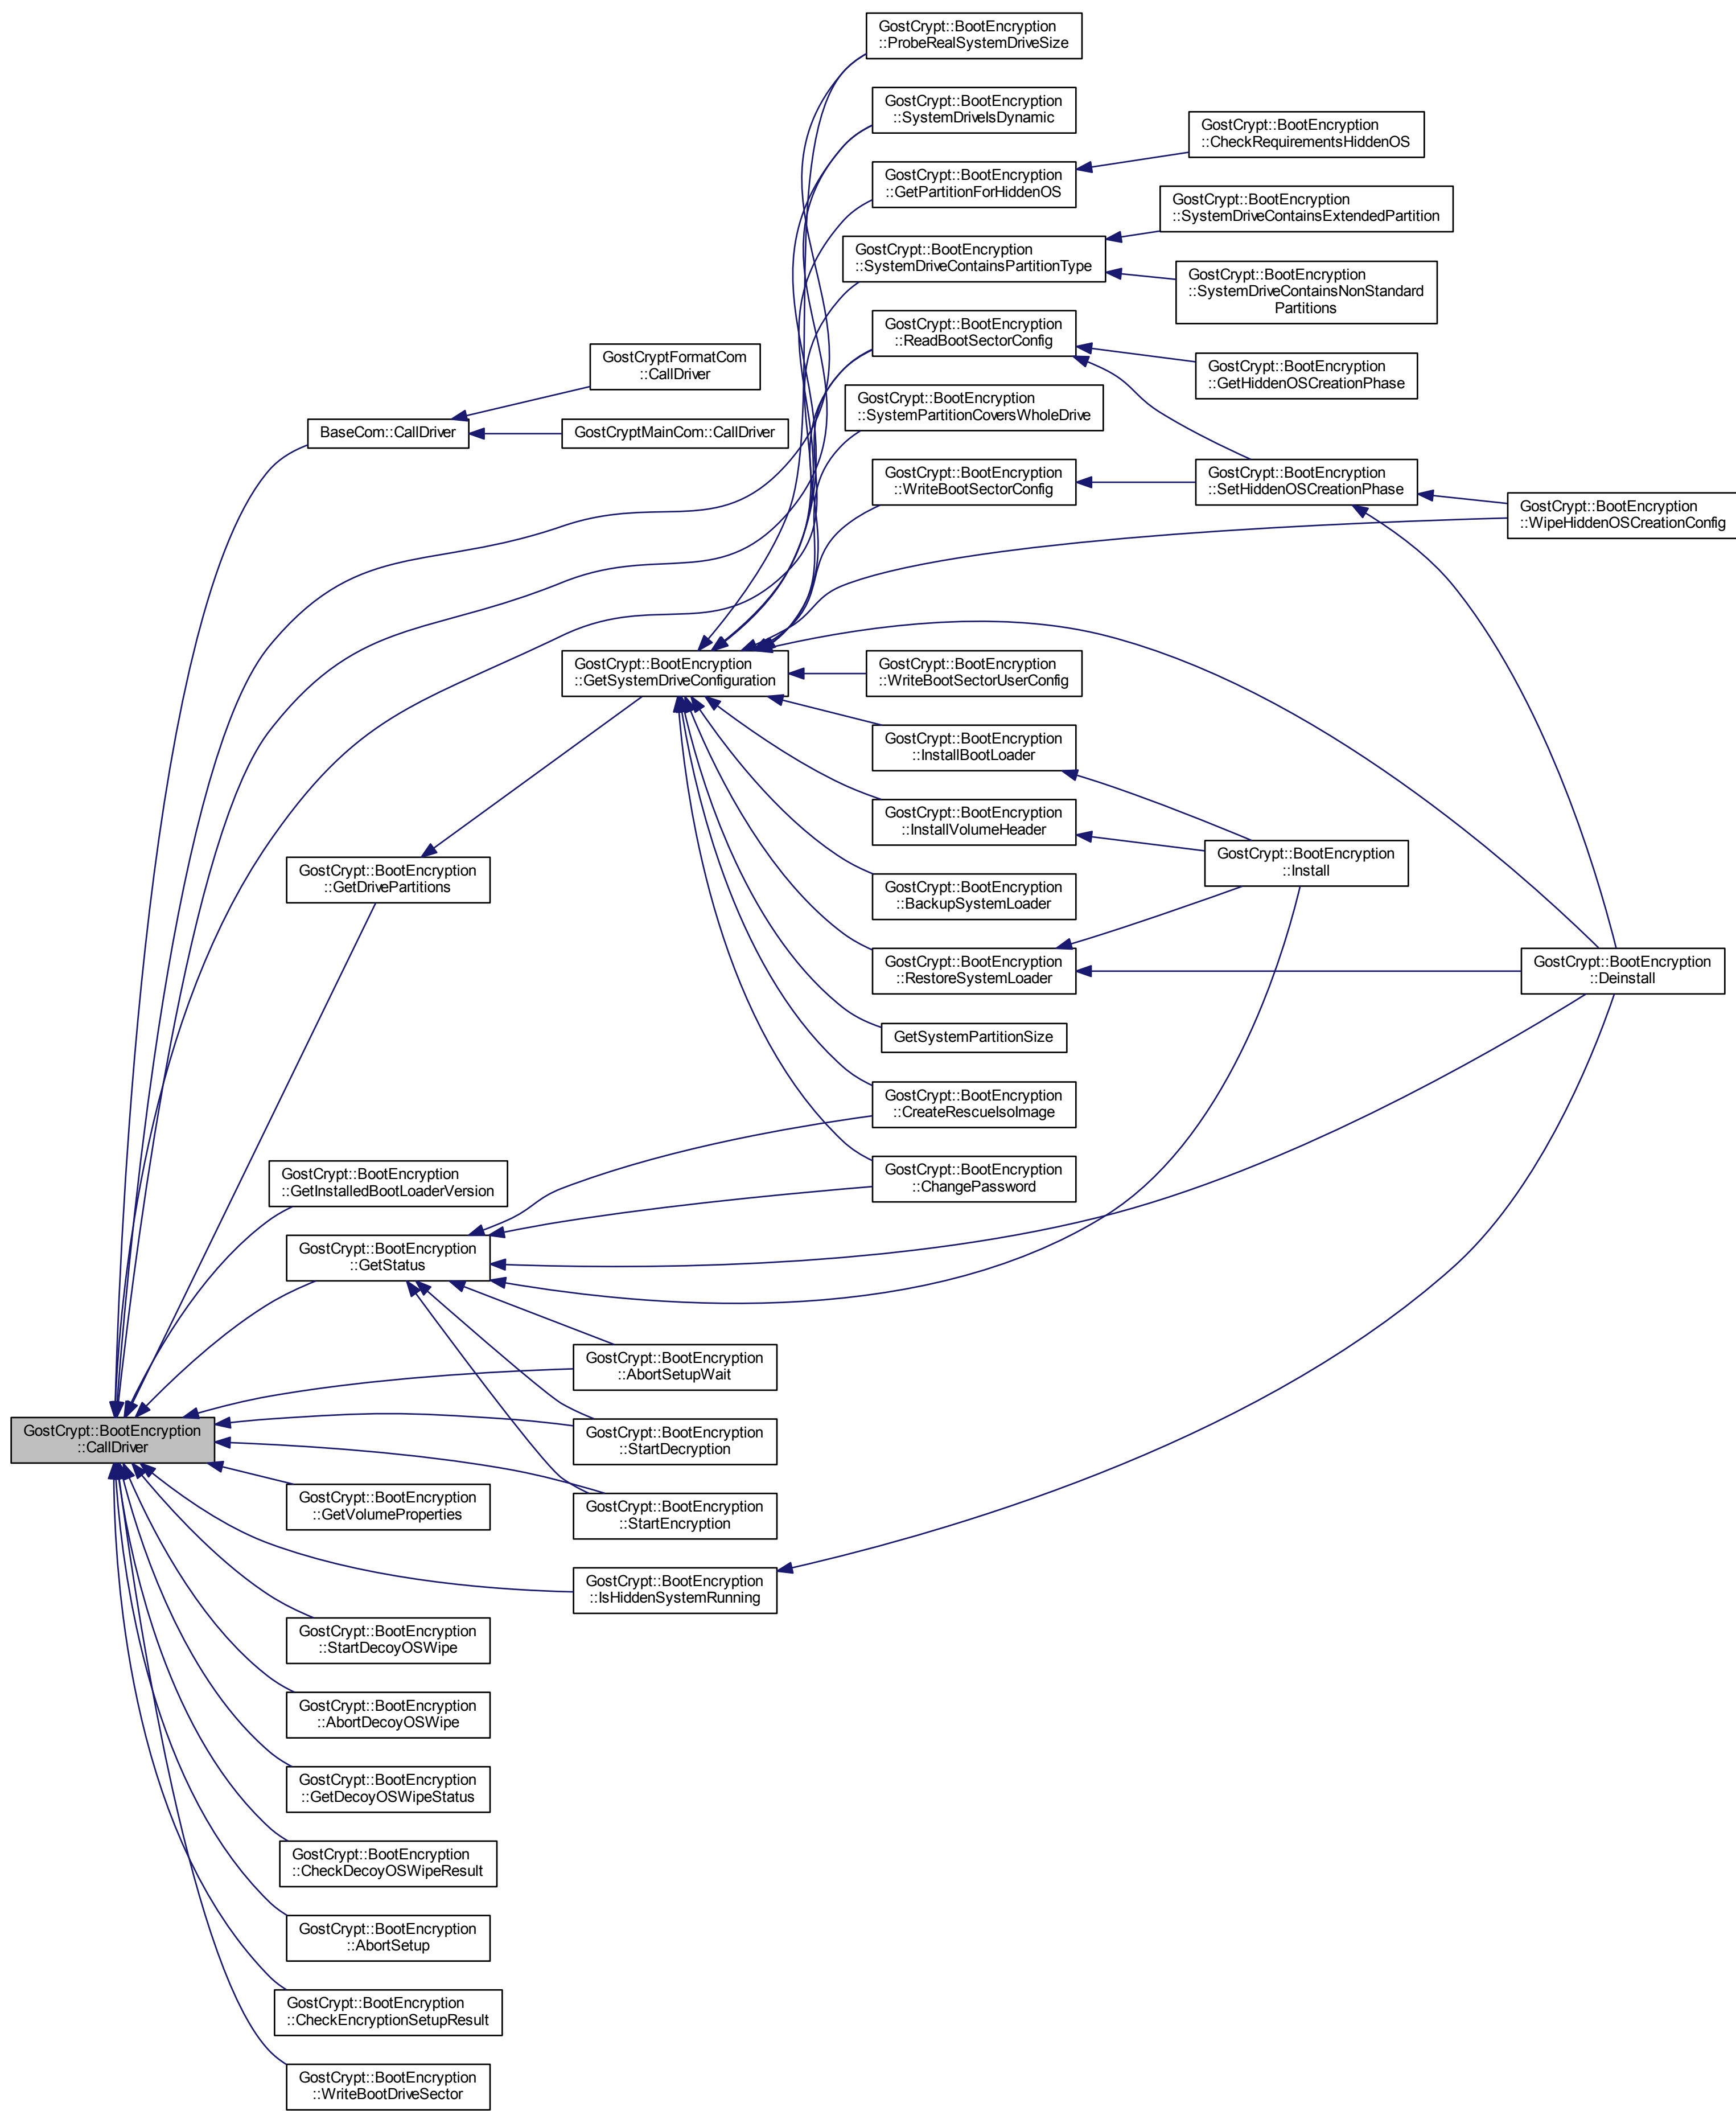 GostCrypt::BootEncryption
::ProbeRealSystemDriveSize
GostCrypt::BootEncryption
::SystemDriveIsDynamic
GostCrypt::BootEncryption
::CheckRequirementsHiddenOS
GostCrypt::BootEncryption
::GetPartitionForHiddenOS
GostCrypt::BootEncryption
::SystemDriveContainsExtendedPartition
GostCrypt::BootEncryption
::SystemDriveContainsPartitionType
GostCrypt::BootEncryption
::SystemDriveContainsNonStandard
Partitions
GostCrypt::BootEncryption
::ReadBootSectorConfig
GostCryptFormatCom
::CallDriver
GostCrypt::BootEncryption
::GetHiddenOSCreationPhase
GostCrypt::BootEncryption
::SystemPartitionCoversWholeDrive
BaseCom::CallDriver
GostCryptMainCom::CallDriver
GostCrypt::BootEncryption
::WriteBootSectorConfig
GostCrypt::BootEncryption
::SetHiddenOSCreationPhase
GostCrypt::BootEncryption
::WipeHiddenOSCreationConfig
GostCrypt::BootEncryption
::GetSystemDriveConfiguration
GostCrypt::BootEncryption
::WriteBootSectorUserConfig
GostCrypt::BootEncryption
::InstallBootLoader
GostCrypt::BootEncryption
::InstallVolumeHeader
GostCrypt::BootEncryption
::Install
GostCrypt::BootEncryption
::GetDrivePartitions
GostCrypt::BootEncryption
::BackupSystemLoader
GostCrypt::BootEncryption
::RestoreSystemLoader
GostCrypt::BootEncryption
::Deinstall
GetSystemPartitionSize
GostCrypt::BootEncryption
::CreateRescueIsoImage
GostCrypt::BootEncryption
::GetInstalledBootLoaderVersion
GostCrypt::BootEncryption
::ChangePassword
GostCrypt::BootEncryption
::GetStatus
GostCrypt::BootEncryption
::AbortSetupWait
GostCrypt::BootEncryption
::CallDriver
GostCrypt::BootEncryption
::StartDecryption
GostCrypt::BootEncryption
::GetVolumeProperties
GostCrypt::BootEncryption
::StartEncryption
GostCrypt::BootEncryption
::IsHiddenSystemRunning
GostCrypt::BootEncryption
::StartDecoyOSWipe
GostCrypt::BootEncryption
::AbortDecoyOSWipe
GostCrypt::BootEncryption
::GetDecoyOSWipeStatus
GostCrypt::BootEncryption
::CheckDecoyOSWipeResult
GostCrypt::BootEncryption
::AbortSetup
GostCrypt::BootEncryption
::CheckEncryptionSetupResult
GostCrypt::BootEncryption
::WriteBootDriveSector